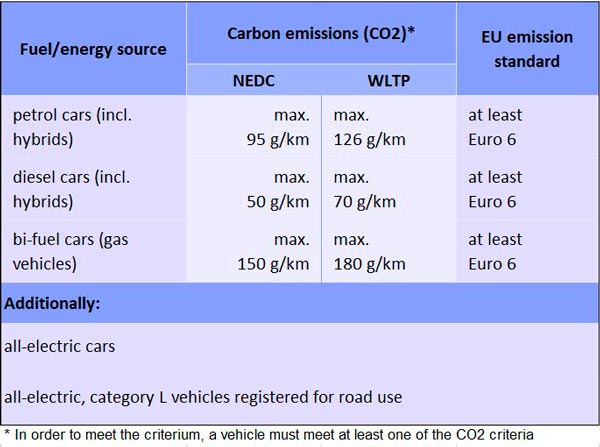 Fuel/energy source
Carbon emissions (CO2)*
EU emission
standard
NEDC
WLTP
petrol cars (incl.
hybrids)
max.
95 g/km
max.
126 g/km
at least
Euro 6
diesel cars (incl.
hybrids)
max.
50 g/km
max.
70 g/km
at least
Euro 6
bi-fuel cars (gas
vehicles)
max.
150 g/km
max.
180 g/km
at least
Euro 6
Additionally:
all-electric cars
all-electric, category L vehicles registered for road use
* In order to meet the criterium, a vehicle must meet at least one of the CO2 criteria